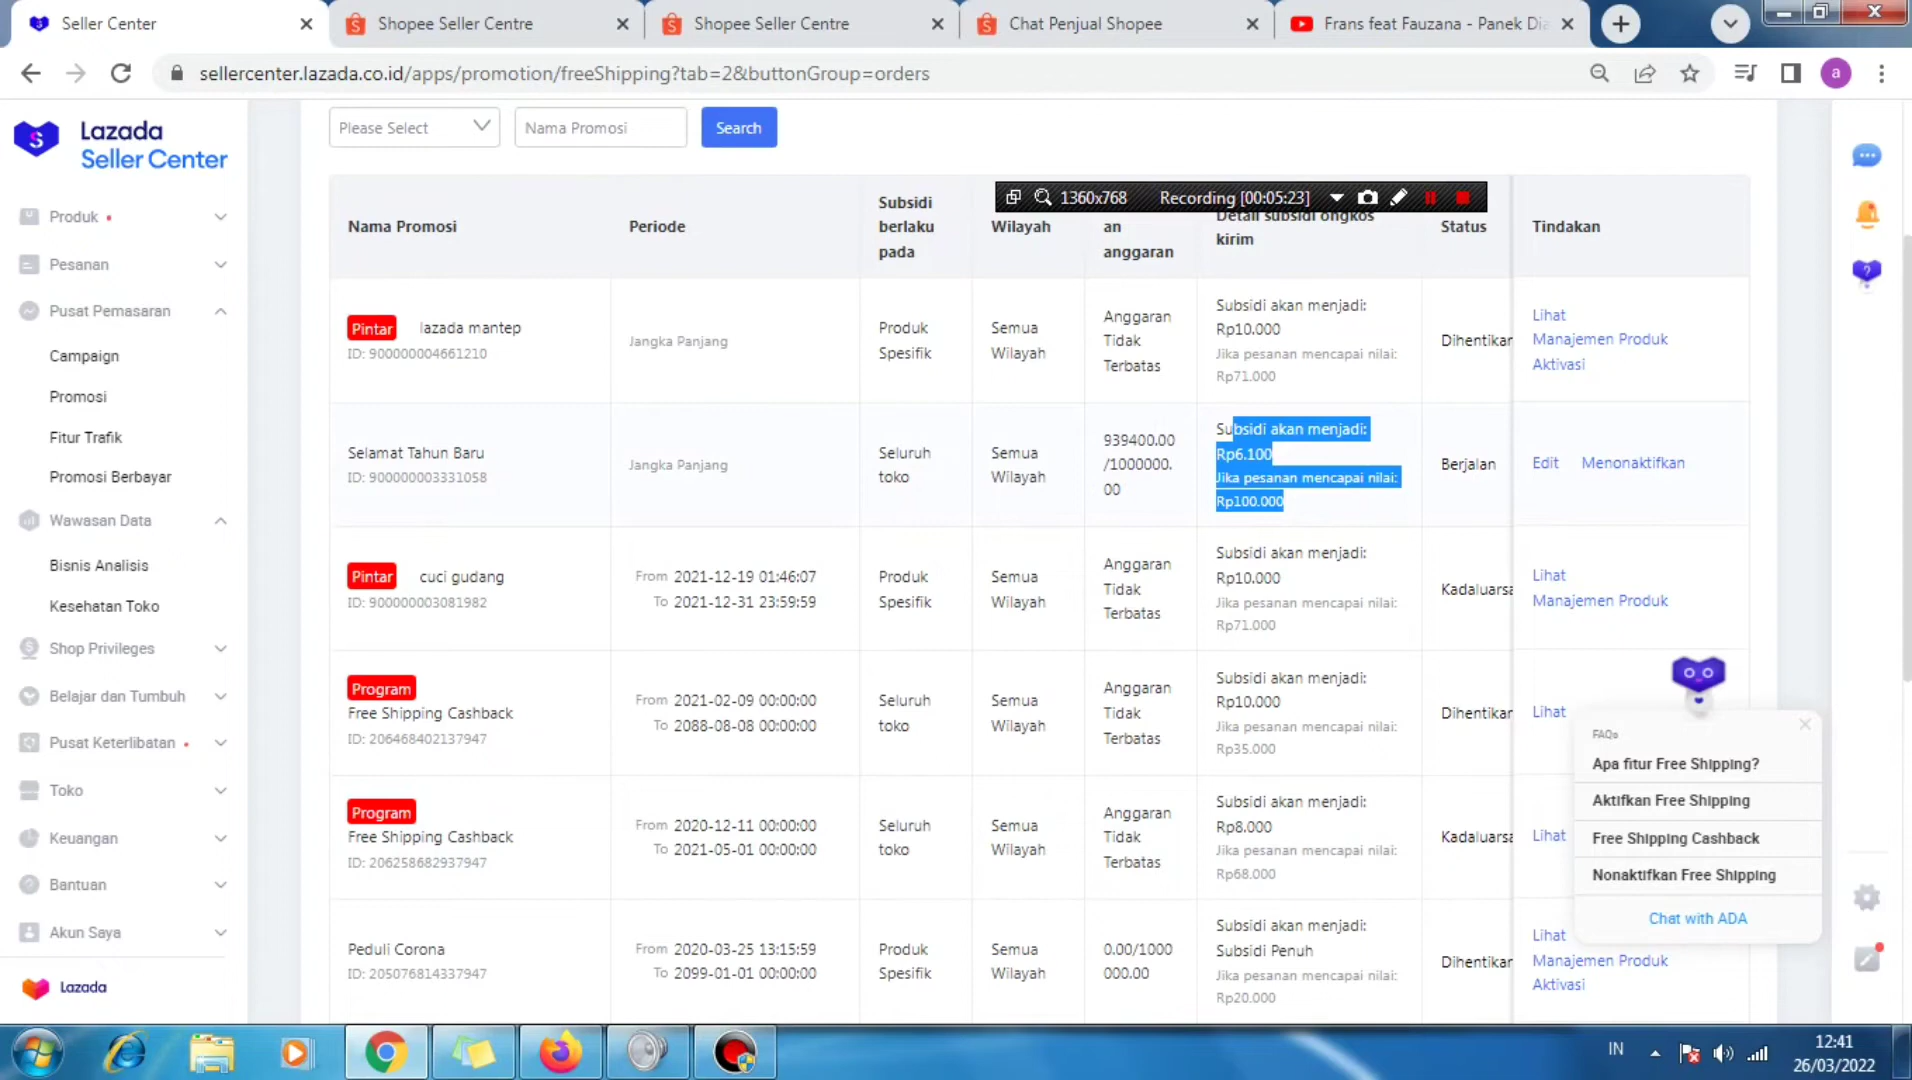 Seller Center
Shopee Seller Centre
Shopee Seller Centre
Chat Penjual Shopee
Frans feat Fauzana - Panek Dia
sellercenter.lazada.co.id/apps/promotion/freeShipping?tab=2&buttonGroup=orders
a
Lazada
Seller Center
Produk
Pesanan
Pusat Pemasaran
Campaign
Promosi
Fitur Trafik
Promosi Berbayar
Wawasan Data
Bisnis Analisis
Kesehatan Toko
Shop Privileges
Belajar dan Tumbuh
Pusat Keterlibatan
Toko
Keuangan
Bantuan
Akun Saya
Lazada
Please Select
Nama Promosi
Search
1360x768
Recording [00:05:23]
Nama Promosi
Periode
Subsidi
berlaku
pada
Wilayah
an
anggaran
Detail subsidi ongkos
kirim
Status
Tindakan
Pintar lazada mantep
ID: 900000004661210
Jangka Panjang
Produk
Spesifik
Semua
Wilayah
Anggaran
Tidak
Terbatas
Subsidi akan menjadi:
Rp10.000
Jika pesanan mencapai nilai:
Rp71.000
Dihentikan
Lihat
Manajemen Produk
Aktivasi
Selamat Tahun Baru
ID: 900000003331058
Jangka Panjang
Seluruh
toko
Semua
Wilayah
939400.00
/1000000.
00
Subsidi akan menjadi:
Rp6.100
Jika pesanan mencapai nilai:
Rp100.000
Berjalan
Edit Menonaktifkan
Pintar cuci gudang
ID: 900000003081982
From 2021-12-19 01:46:07
To 2021-12-31 23:59:59
Produk
Spesifik
Semua
Wilayah
Anggaran
Tidak
Terbatas
Subsidi akan menjadi:
Rp10.000
Jika pesanan mencapai nilai:
Rp71.000
Kadaluarsa
Lihat
Manajemen Produk
Program
Free Shipping Cashback
ID: 206468402137947
From 2021-02-09 00:00:00
To 2088-08-08 00:00:00
Seluruh
toko
Semua
Wilayah
Anggaran
Tidak
Terbatas
Subsidi akan menjadi:
Rp10.000
Jika pesanan mencapai nilai:
Rp35.000
Dihentikan
Lihat
Program
Free Shipping Cashback
ID: 206258682937947
From 2020-12-11 00:00:00
To 2021-05-01 00:00:00
Seluruh
toko
Semua
Wilayah
Anggaran
Tidak
Terbatas
Subsidi akan menjadi:
Rp8.000
Jika pesanan mencapai nilai:
Rp68.000
Kadaluarsa
Lihat
Peduli Corona
ID: 205076814337947
From 2020-03-25 13:15:59
To 2099-01-01 00:00:00
Produk
Spesifik
Semua
Wilayah
0.00/1000
000.00
Subsidi akan menjadi:
Subsidi Penuh
Jika pesanan mencapai nilai:
Rp20.000
Dihentikan
Lihat
Manajemen Produk
Aktivasi
FAQs
Apa fitur Free Shipping?
Aktifkan Free Shipping
Free Shipping Cashback
Nonaktifkan Free Shipping
Chat with ADA
IN
12:41
26/03/2022